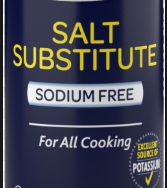 SALT
SUBSTITUTE
SODIUM FREE
For All Cooking
EXCELLENT
SOURCE OF
POTASSIUM